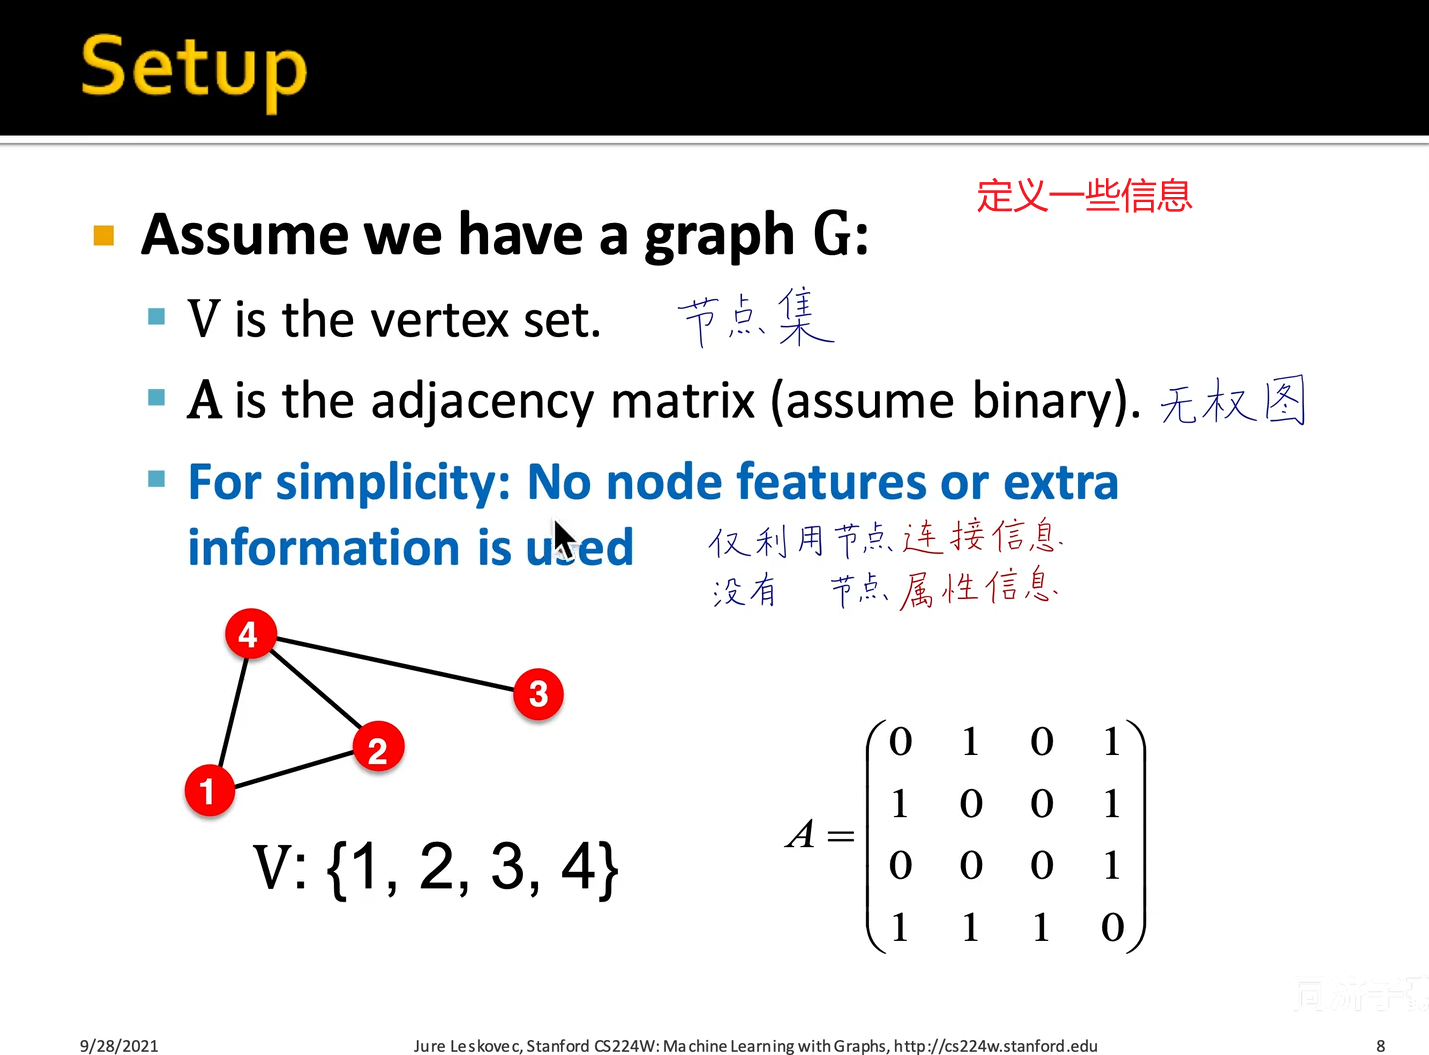 Setup
定义一些信息
Assume we have a graph G:
V is the vertex set. 节点集
A is the adjacency matrix (assume binary). 无权图
For simplicity: No node features or extra
information is used
仅利用节点连接信息
没有 节点属性信息
4
3
2
1
V: {1, 2, 3, 4}
A = 
0 1 0 1
1 0 0 1
0 0 0 1
1 1 1 0
9/28/2021 Jure Leskovec, Stanford CS224W: Machine Learning with Graphs, http://cs224w.stanford.edu 8